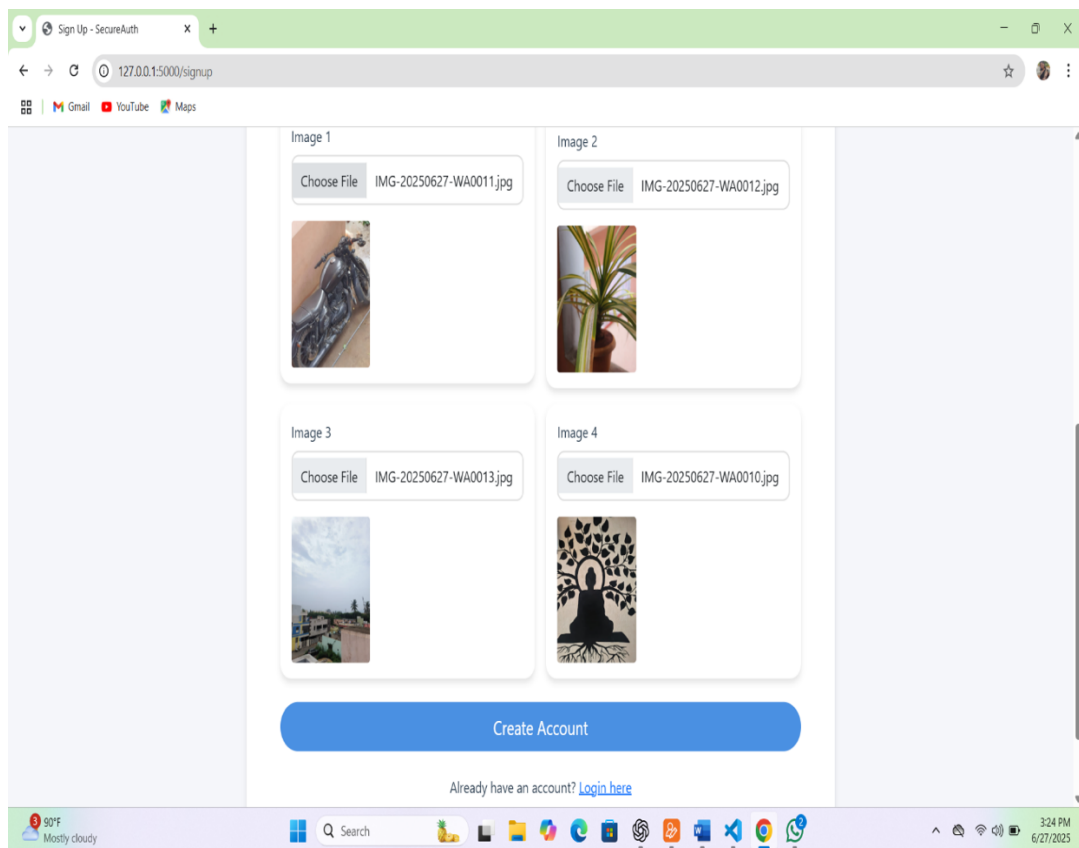 Sign Up - SecureAuth
127.0.0.1:5000/signup
Gmail YouTube Maps
Image 1
Choose File IMG-20250627-WA0011.jpg
Image 2
Choose File IMG-20250627-WA0012.jpg
Image 3
Choose File IMG-20250627-WA0013.jpg
Image 4
Choose File IMG-20250627-WA0010.jpg
Create Account
Already have an account? Login here
3
90°F
Mostly cloudy
Search
2
3:24 PM
6/27/2025